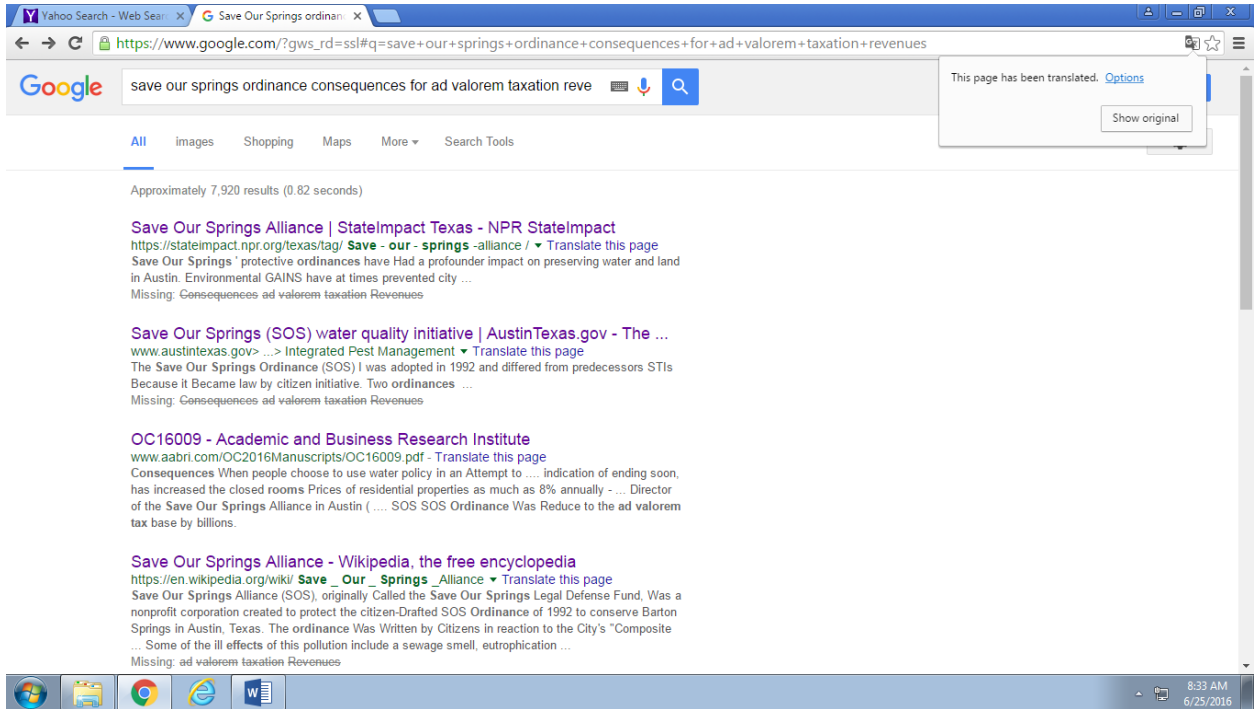 Yahoo Search - Web Sear
Save Our Springs ordinan
https://www.google.com/?gws_rd=ssl#q=save+our+springs+ordinance+consequences+for+ad+valorem+taxation+revenues
This page has been translated. Options
Show original
Google
save our springs ordinance consequences for ad valorem taxation reve
All images Shopping Maps More Search Tools
Approximately 7,920 results (0.82 seconds)
Save Our Springs Alliance | StateImpact Texas - NPR StateImpact
https://stateimpact.npr.org/texas/tag/ Save - our - springs -alliance / Translate this page
Save Our Springs ' protective ordinances have Had a profounder impact on preserving water and land
in Austin. Environmental GAINS have at times prevented city ...
Missing: Consequences ad valorem taxation Revenues
Save Our Springs (SOS) water quality initiative | AustinTexas.gov - The ...
www.austintexas.gov> ...> Integrated Pest Management Translate this page
The Save Our Springs Ordinance (SOS) I was adopted in 1992 and differed from predecessors STIs
Because it Became law by citizen initiative. Two ordinances ...
Missing: Consequences ad valorem taxation Revenues
OC16009 - Academic and Business Research Institute
www.aabri.com/OC2016Manuscripts/OC16009.pdf - Translate this page
Consequences When people choose to use water policy in an Attempt to .... indication of ending soon,
has increased the closed rooms Prices of residential properties as much as 8% annually - ... Director
of the Save Our Springs Alliance in Austin ( .... SOS SOS Ordinance Was Reduce to the ad valorem
tax base by billions.
Save Our Springs Alliance - Wikipedia, the free encyclopedia
https://en.wikipedia.org/wiki/ Save _ Our _ Springs _Alliance Translate this page
Save Our Springs Alliance (SOS), originally Called the Save Our Springs Legal Defense Fund, Was a
nonprofit corporation created to protect the citizen-Drafted SOS Ordinance of 1992 to conserve Barton
Springs in Austin, Texas. The ordinance Was Written by Citizens in reaction to the City's "Composite
... Some of the ill effects of this pollution include a sewage smell, eutrophication ...
Missing: ad valorem taxation Revenues
8:33 AM
6/25/2016